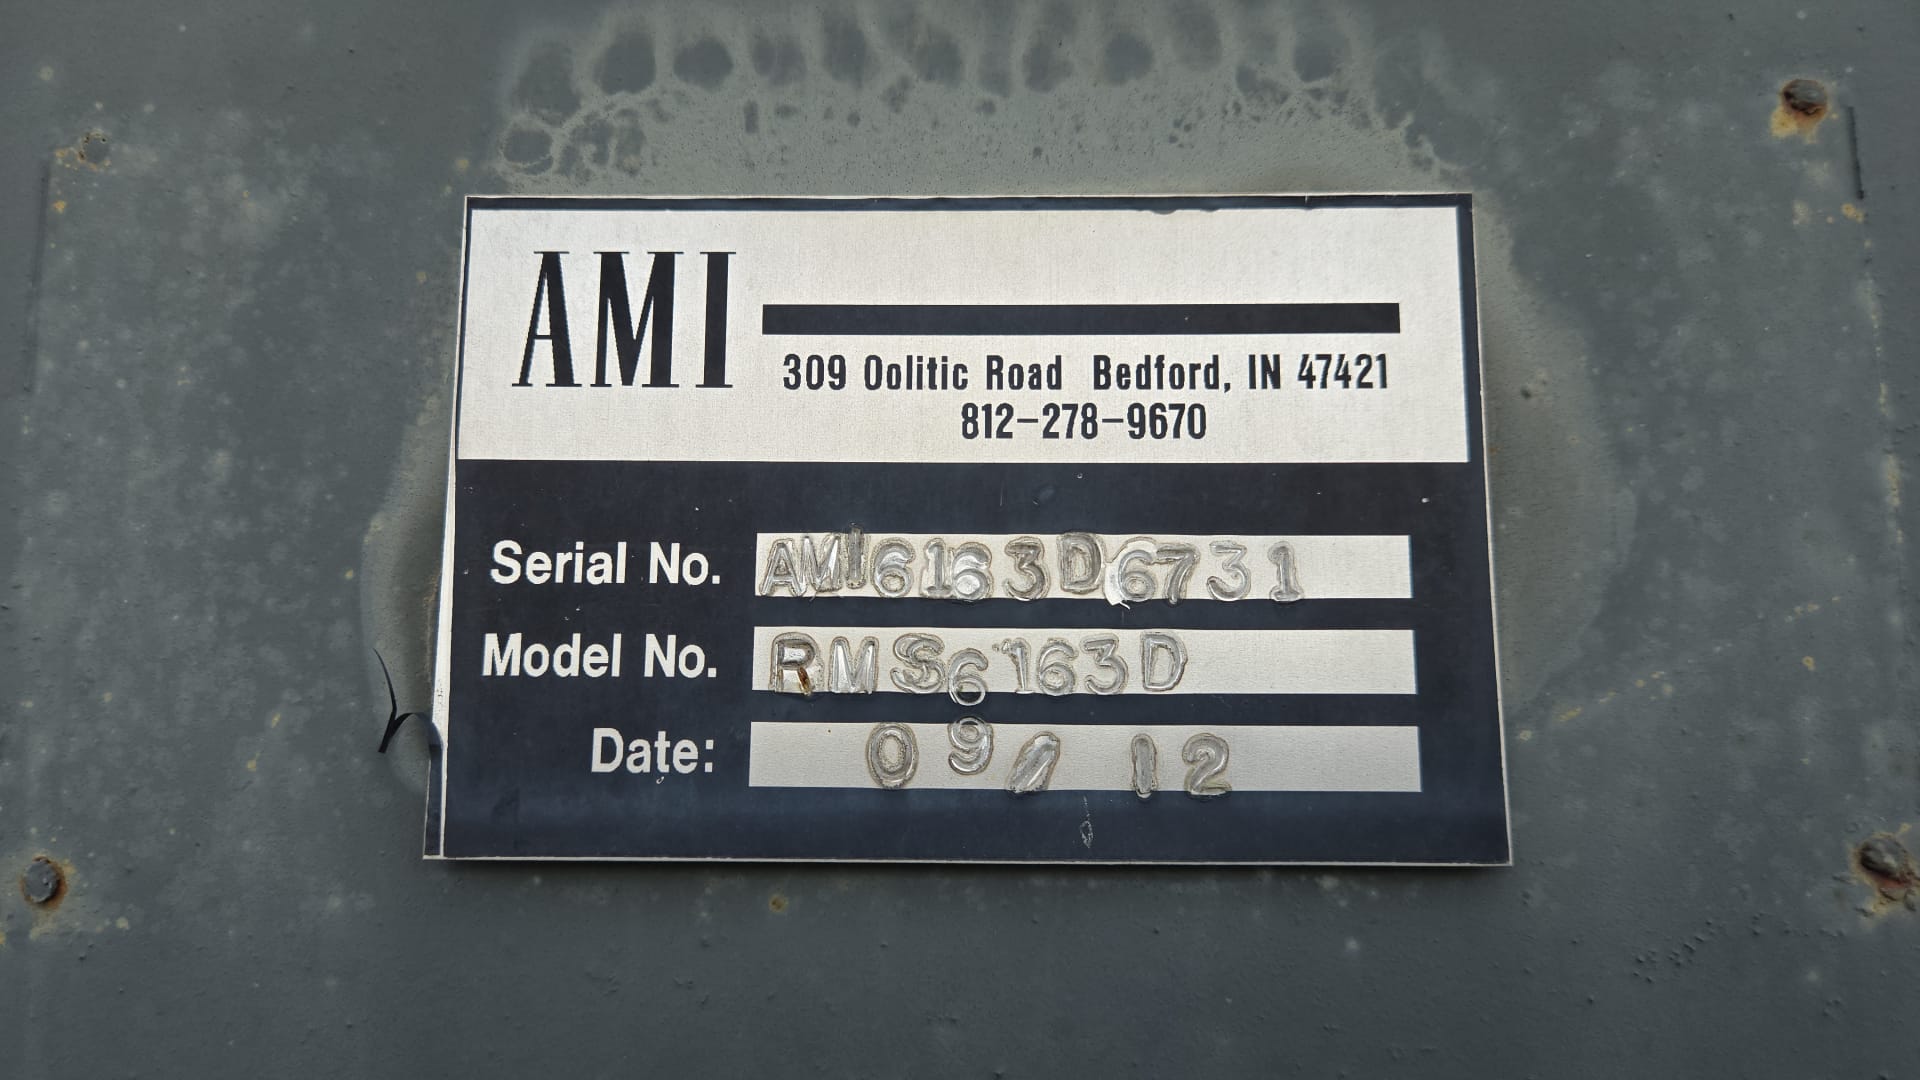 AMI
309 Oolitic Road Bedford, IN 47421
812-278-9670
Serial No. AMI6163D6731
Model No. RMS6163D
Date: 09/12